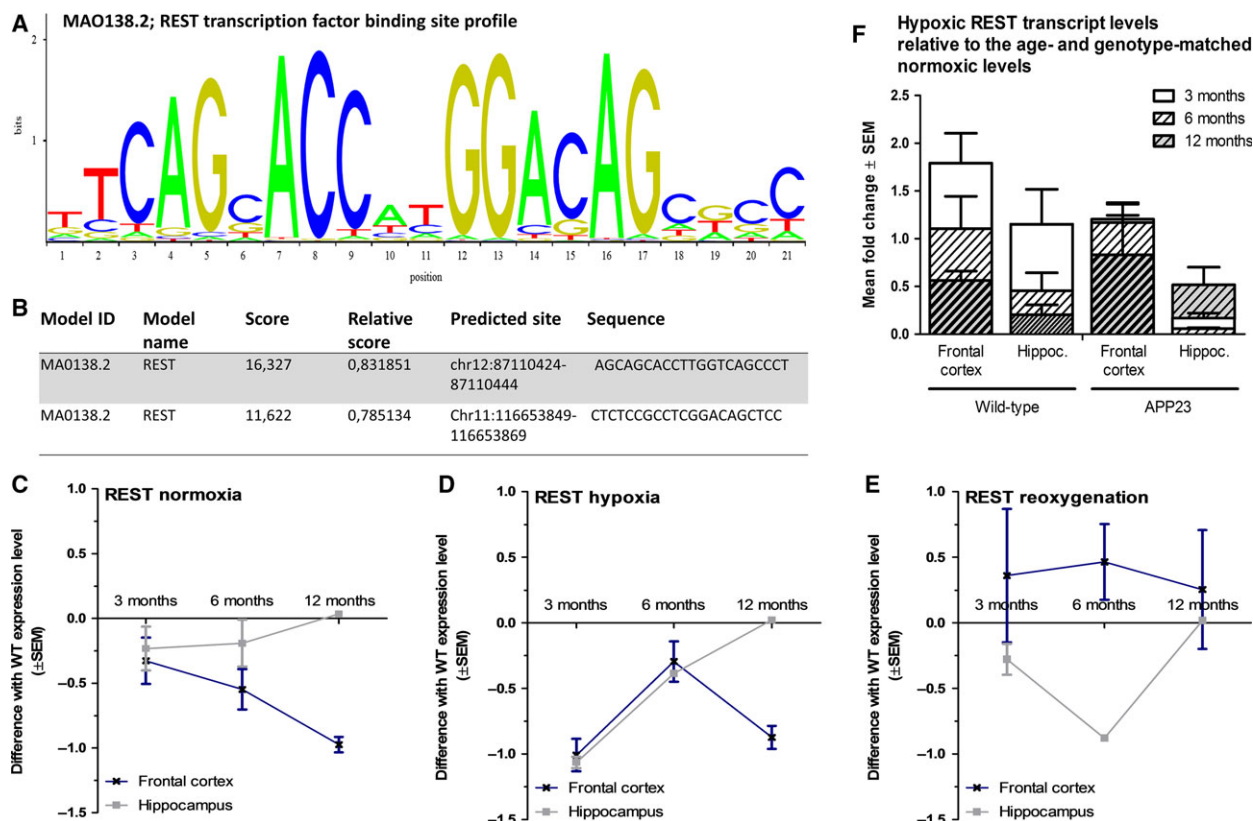 A
MAO138.2; REST transcription factor binding site profile
2
bits
1
1 2 3 4 5 6 7 8 9 10 11 12 13 14 15 16 17 18 19 20 21
position
B
Model ID Model name Score Relative score Predicted site Sequence
MA0138.2 REST 16,327 0,831851 chr12:87110424-87110444 AGCAGCACCTTGGTCAGCCCT
MA0138.2 REST 11,622 0,785134 Chr11:116653849-116653869 CTCTCCGCCTCGGACAGCTCC
C
REST normoxia
Difference with WT expression level
(±SEM)
1.0
0.5
0.0
–0.5
–1.0
–1.5
3 months 6 months 12 months
Frontal cortex
Hippocampus
D
REST hypoxia
Difference with WT expression level
(±SEM)
1.0
0.5
0.0
–0.5
–1.0
–1.5
3 months 6 months 12 months
Frontal cortex
Hippocampus
E
REST reoxygenation
Difference with WT expression level
(±SEM)
1.0
0.5
0.0
–0.5
–1.0
–1.5
3 months 6 months 12 months
Frontal cortex
Hippocampus
F
Hypoxic REST transcript levels
relative to the age- and genotype-matched
normoxic levels
Mean fold change ± SEM
2.5
2.0
1.5
1.0
0.5
0.0
3 months
6 months
12 months
Frontal cortex Hippoc. Frontal cortex Hippoc.
Wild-type APP23